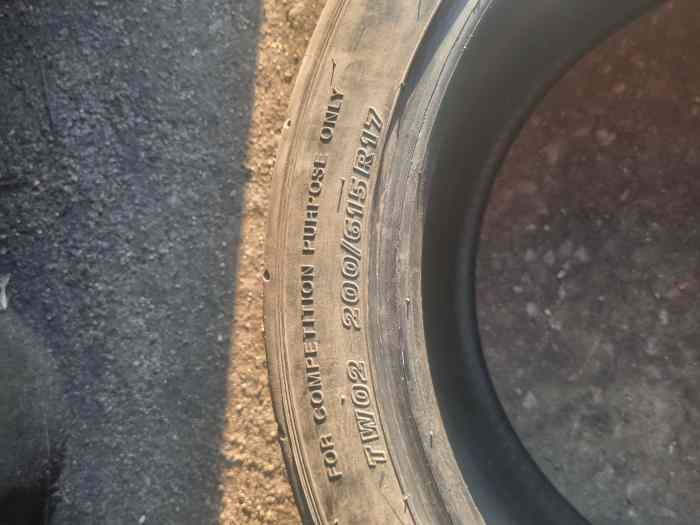 FOR COMPETITION PURPOSE ONLY
TW02 200/615R17